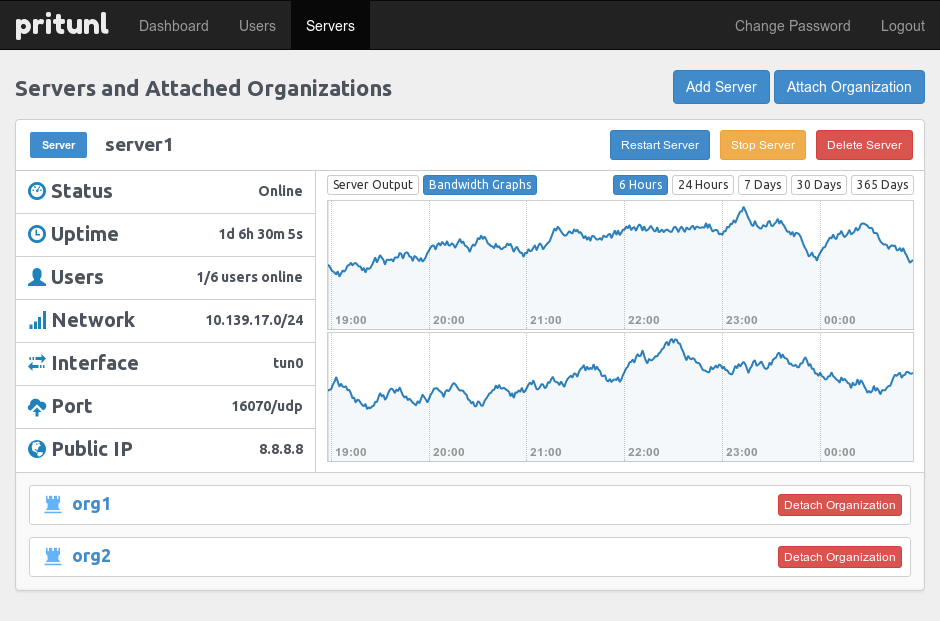 pritunl Dashboard Users Servers Change Password Logout
Servers and Attached Organizations Add Server Attach Organization
Server server1 Restart Server Stop Server Delete Server
Status Online
Uptime 1d 6h 30m 5s
Users 1/6 users online
Network 10.139.17.0/24
Interface tun0
Port 16070/udp
Public IP 8.8.8.8
Server Output Bandwidth Graphs 6 Hours 24 Hours 7 Days 30 Days 365 Days
19:00 20:00 21:00 22:00 23:00 00:00
19:00 20:00 21:00 22:00 23:00 00:00
org1 Detach Organization
org2 Detach Organization